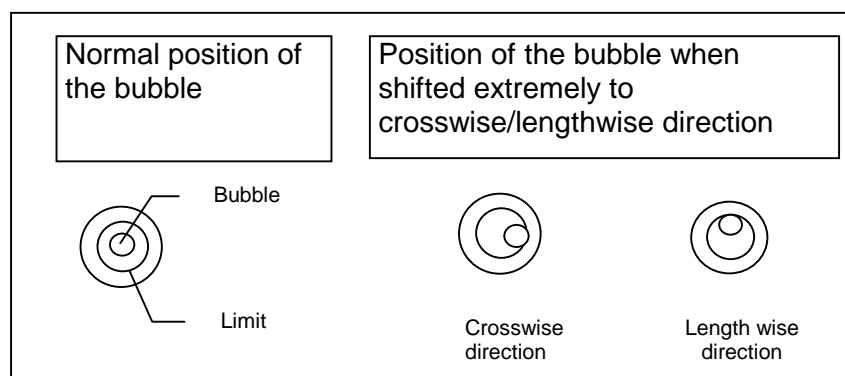 Normal position of
the bubble
Position of the bubble when
shifted extremely to
crosswise/lengthwise direction
Bubble
Limit
Crosswise
direction
Length wise
direction